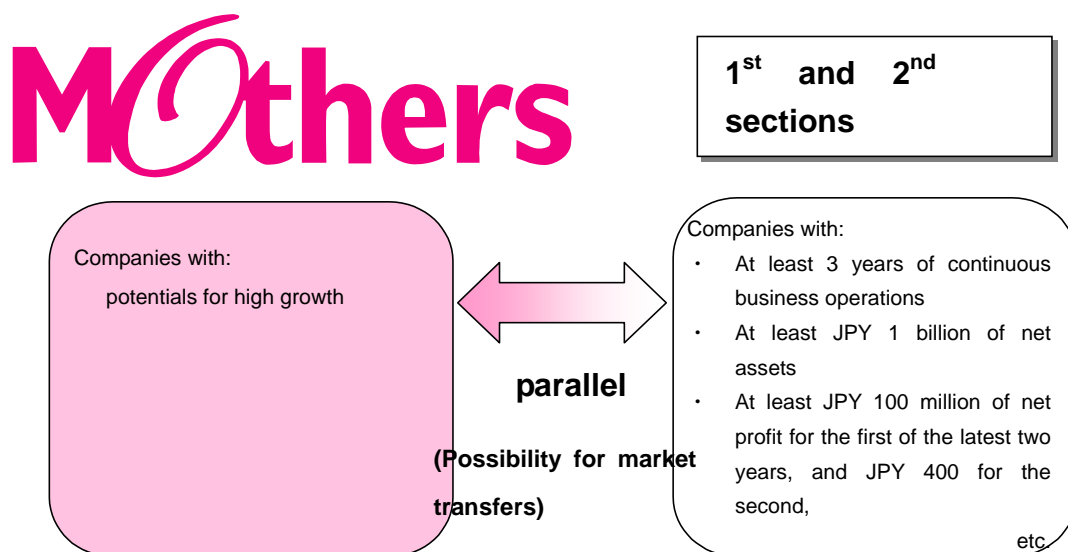 Mothers
1st and 2nd
sections
Companies with:
potentials for high growth
parallel
(Possibility for market
transfers)
Companies with:
・ At least 3 years of continuous
business operations
・ At least JPY 1 billion of net
assets
・ At least JPY 100 million of net
profit for the first of the latest two
years, and JPY 400 for the
second,
etc.